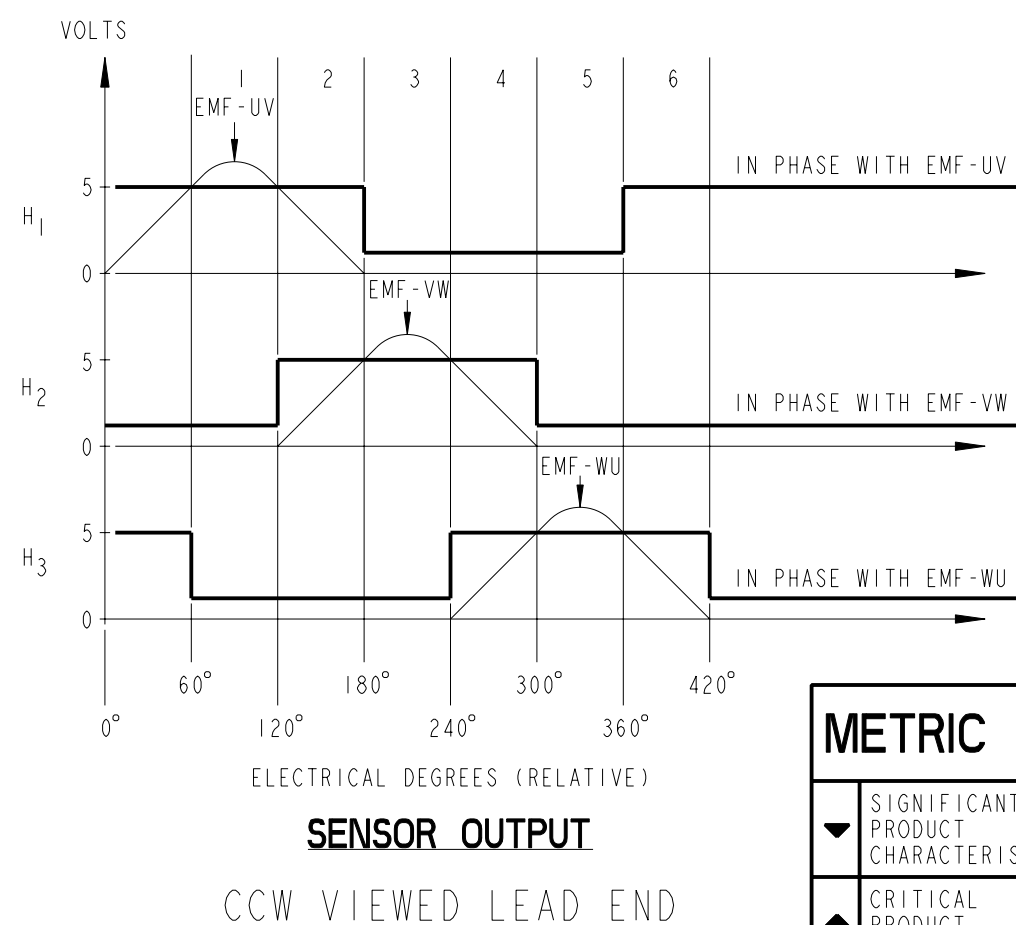 VOLTS
1 2 3 4 5 6
EMF-UV
IN PHASE WITH EMF-UV
5
H1
0
EMF-VW
5
H2
IN PHASE WITH EMF-VW
0
EMF-WU
5
H3
IN PHASE WITH EMF-WU
0
60° 180° 300° 420°
0° 120° 240° 360°
ELECTRICAL DEGREES (RELATIVE)
SENSOR OUTPUT
CCW VIEWED LEAD END
METRIC
SIGNIFICANT
PRODUCT
CHARACTERIS
CRITICAL
PRODUCT